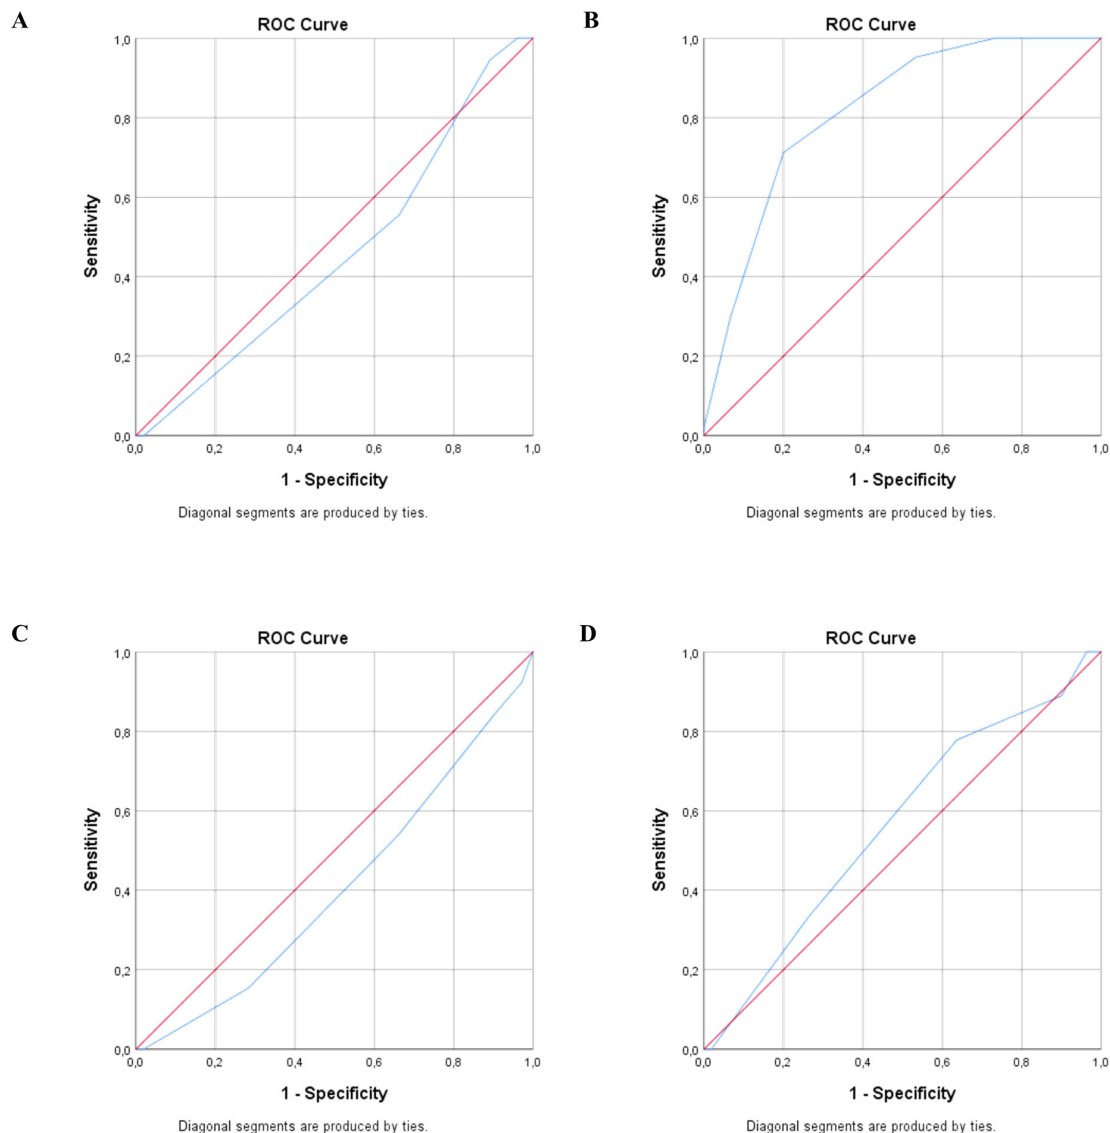 A
ROC Curve
1,0
0,8
0,6
0,4
0,2
0,0
Sensitivity
0,0 0,2 0,4 0,6 0,8 1,0
1 - Specificity
Diagonal segments are produced by ties.
B
ROC Curve
1,0
0,8
0,6
0,4
0,2
0,0
Sensitivity
0,0 0,2 0,4 0,6 0,8 1,0
1 - Specificity
Diagonal segments are produced by ties.
C
ROC Curve
1,0
0,8
0,6
0,4
0,2
0,0
Sensitivity
0,0 0,2 0,4 0,6 0,8 1,0
1 - Specificity
Diagonal segments are produced by ties.
D
ROC Curve
1,0
0,8
0,6
0,4
0,2
0,0
Sensitivity
0,0 0,2 0,4 0,6 0,8 1,0
1 - Specificity
Diagonal segments are produced by ties.